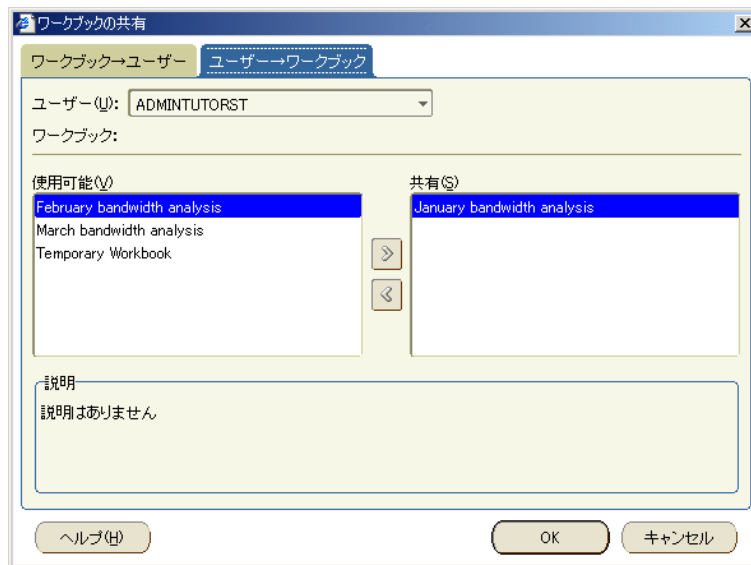 ワークブックの共有
ワークブック→ユーザー
ユーザー→ワークブック
ユーザー(U):
ADMINTUTORST
ワークブック:
使用可能(V)
February bandwidth analysis
March bandwidth analysis
Temporary Workbook
共有(S)
January bandwidth analysis
説明
説明はありません
ヘルプ(H)
OK
キャンセル